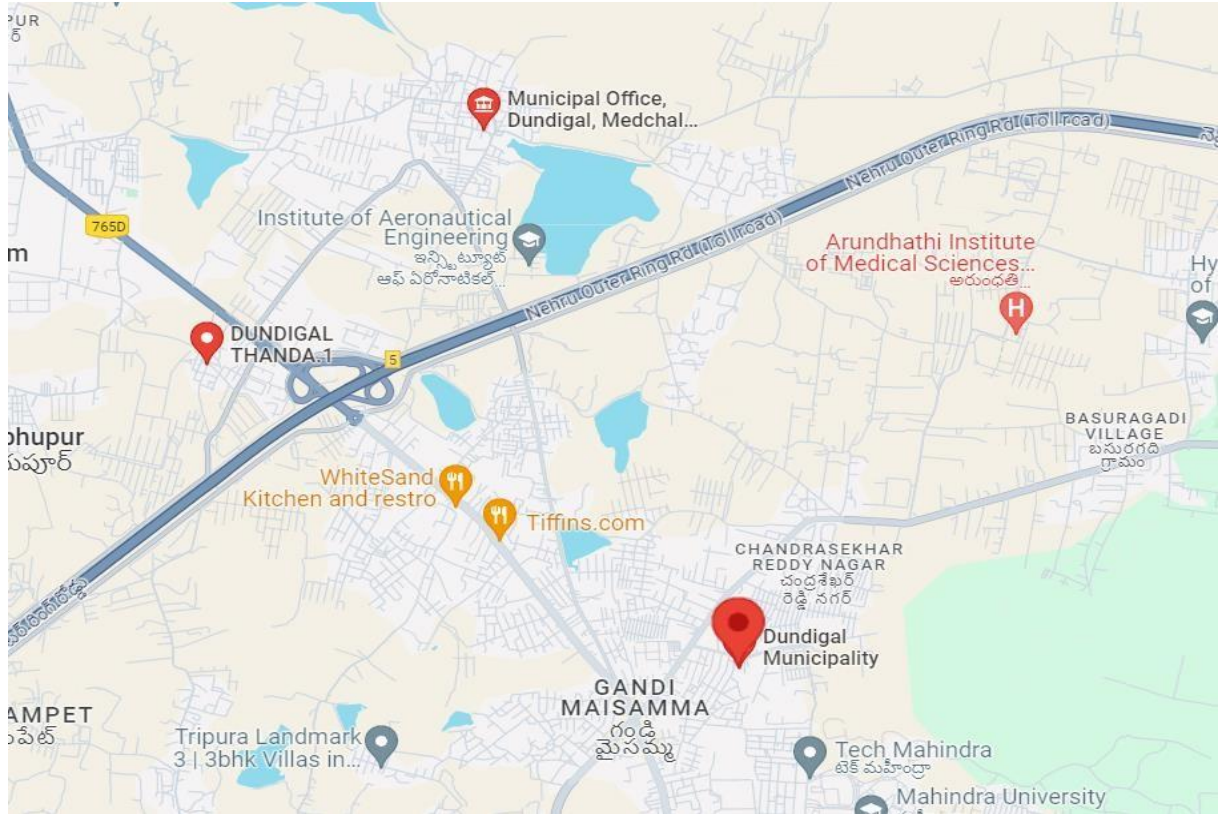 PUR
Municipal Office,
Dundigal, Medchal...
Nehru Outer Ring Rd (Toll road)
765D
Institute of Aeronautical
Engineering
ఇన్స్టిట్యూట్
ఆఫ్ ఏరోనాటికల్...
Nehru Outer Ring Rd (Toll road)
Arundhathi Institute
of Medical Sciences...
అరుంధతి...
H
Hy
of
m
DUNDIGAL
THANDA.1
5
BASURAGADI
VILLAGE
బసురగది
గ్రామం
bhupur
WhiteSand
Kitchen and restro
Tiffins.com
CHANDRASEKHAR
REDDY NAGAR
చంద్రశేఖర్
రెడ్డి నగర్
Dundigal
Municipality
GANDI
MAISAMMA
గండి
మైసమ్మ
AMPET
ంపేట్
Tripura Landmark
3 | 3bhk Villas in...
Tech Mahindra
టెక్ మహీంద్రా
Mahindra University